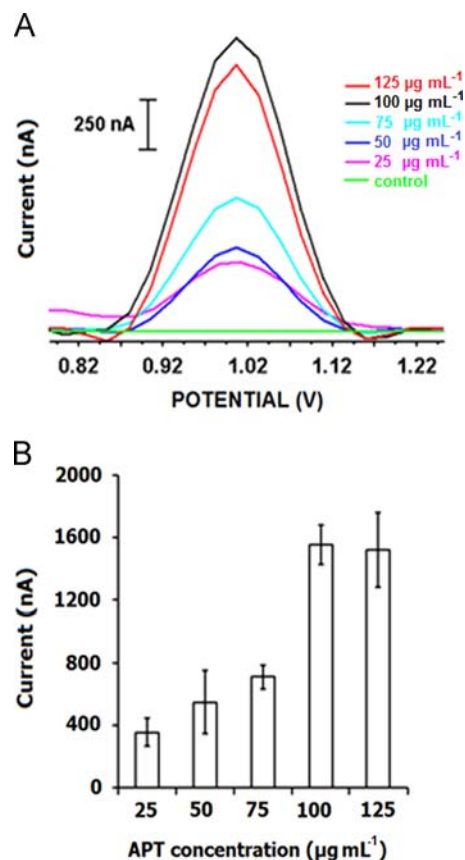 A
Current (nA)
250 nA
125 µg mL-1
100 µg mL-1
75 µg mL-1
50 µg mL-1
25 µg mL-1
control
0.82 0.92 1.02 1.12 1.22
POTENTIAL (V)
B
Current (nA)
2000
1600
1200
800
400
0
25 50 75 100 125
APT concentration (µg mL-1)